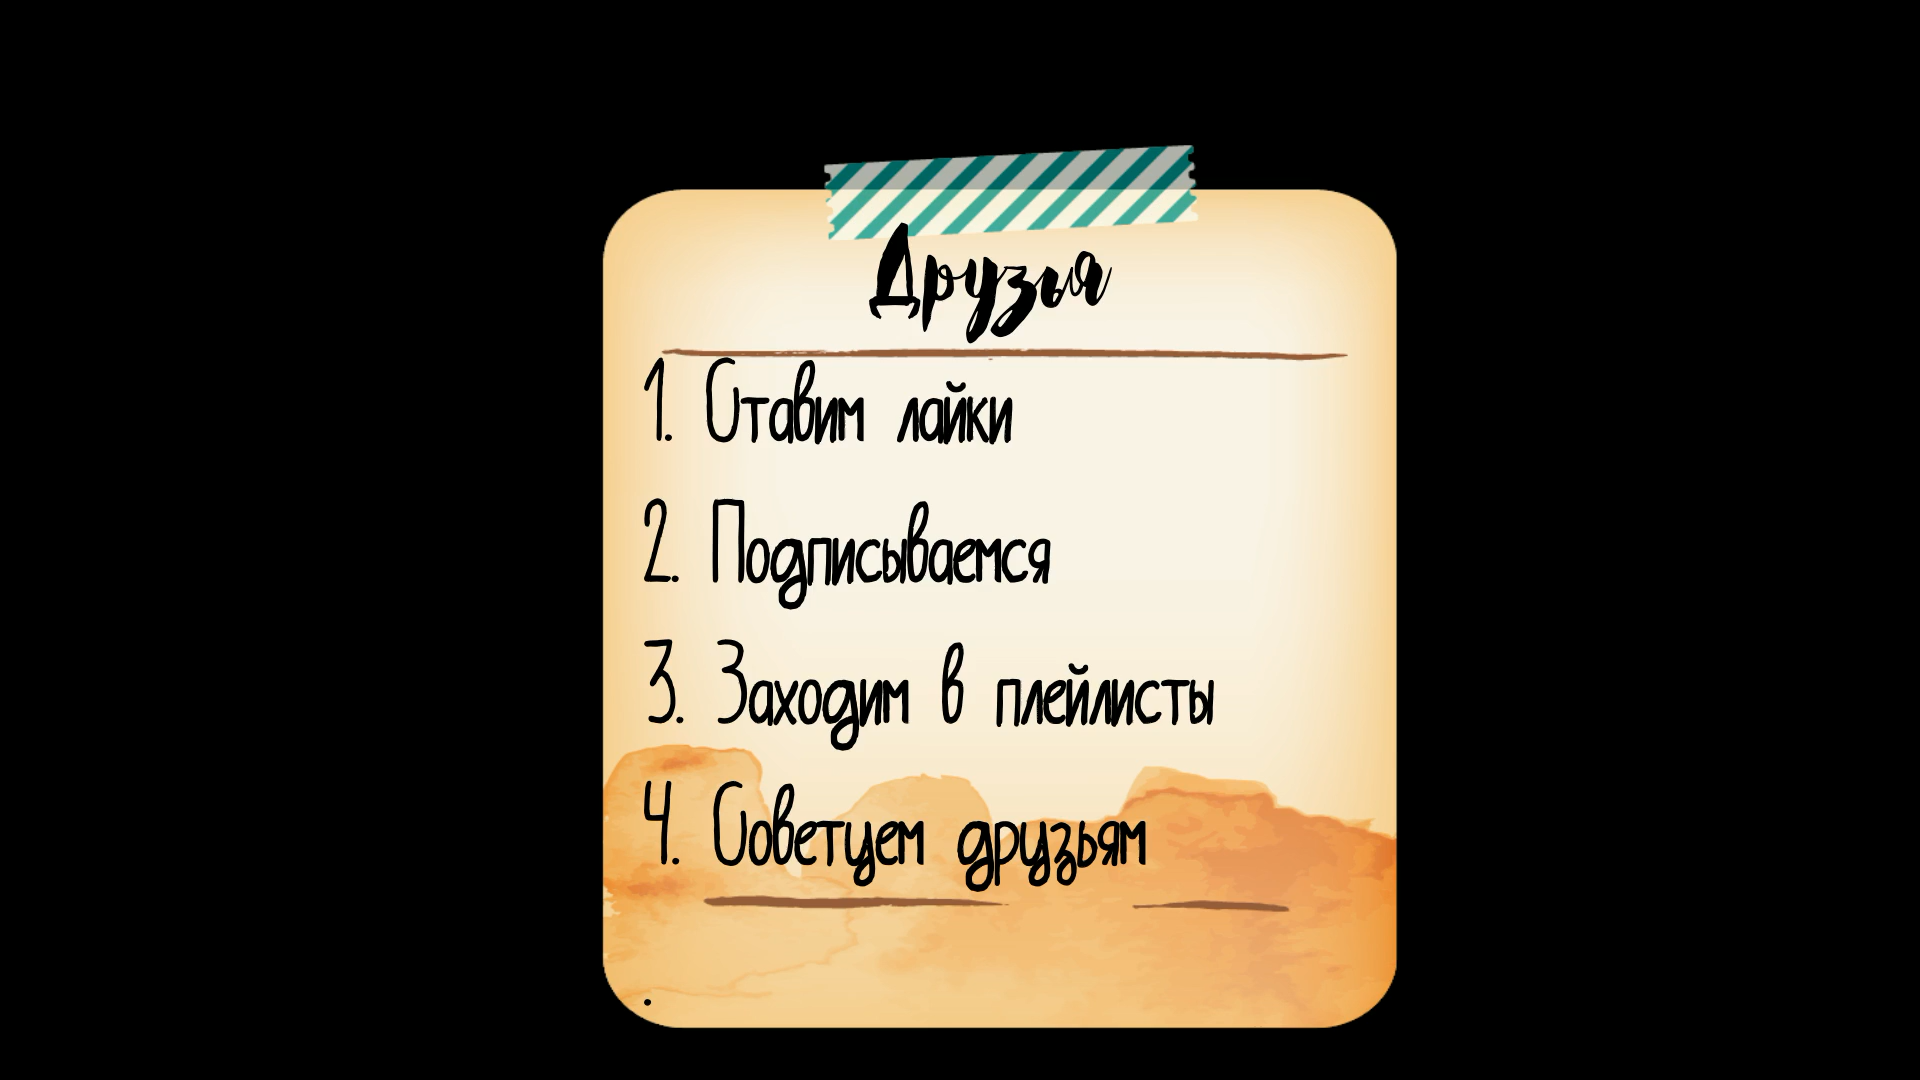 Друзья
1. Ставим лайки
2. Подписываемся
3. Заходим в плейлисты
4. Советуем друзьям
.